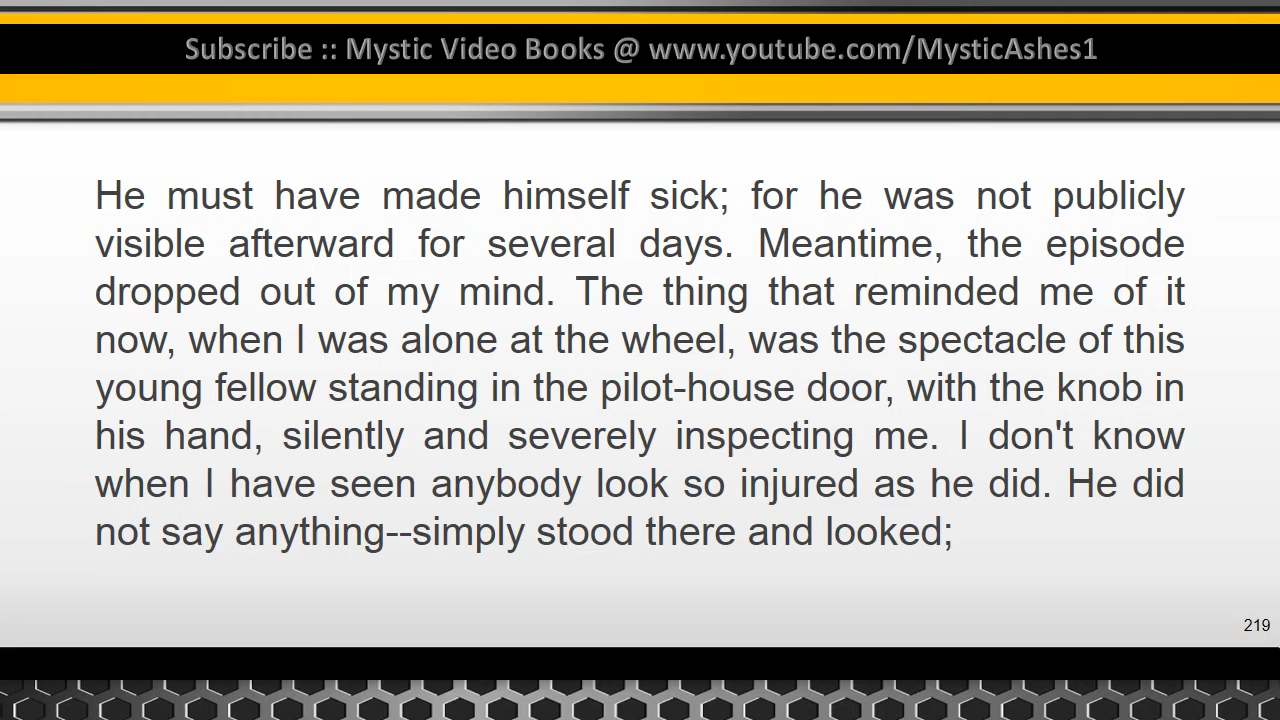 Subscribe :: Mystic Video Books @ www.youtube.com/MysticAshes1
He must have made himself sick; for he was not publicly
visible afterward for several days. Meantime, the episode
dropped out of my mind. The thing that reminded me of it
now, when I was alone at the wheel, was the spectacle of this
young fellow standing in the pilot-house door, with the knob in
his hand, silently and severely inspecting me. I don't know
when I have seen anybody look so injured as he did. He did
not say anything--simply stood there and looked;
219